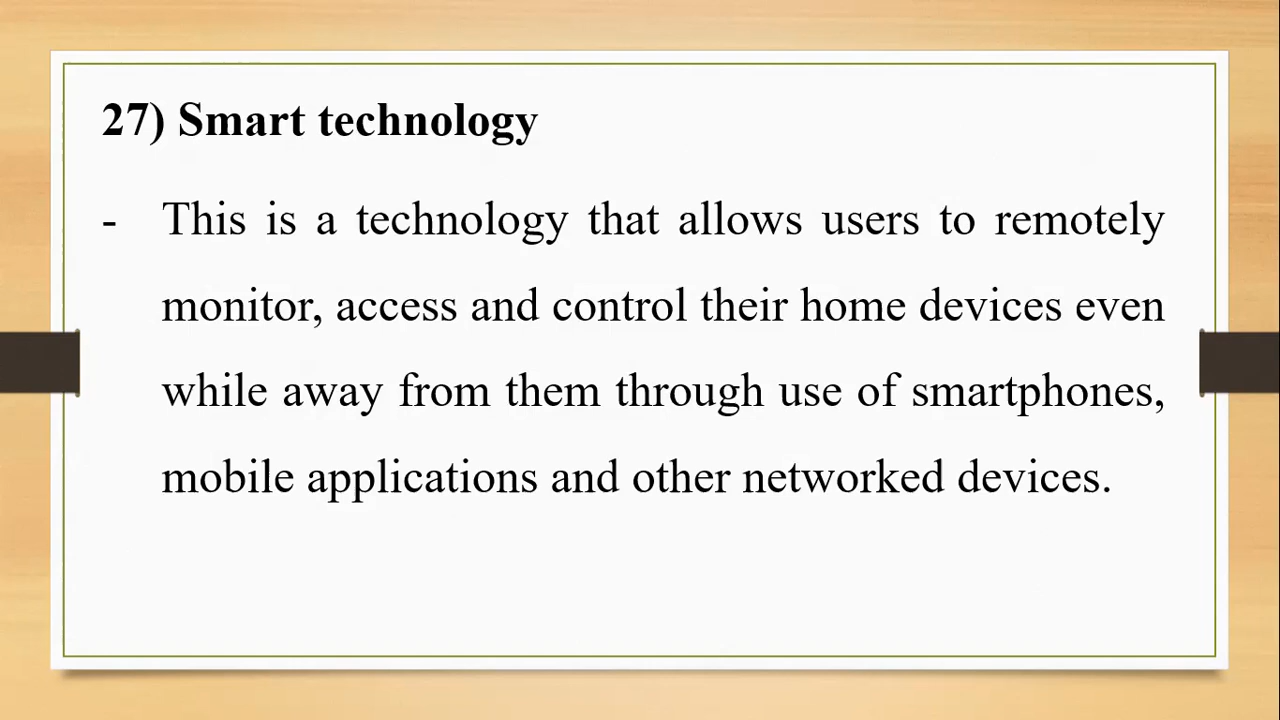 27) Smart technology
- This is a technology that allows users to remotely
monitor, access and control their home devices even
while away from them through use of smartphones,
mobile applications and other networked devices.